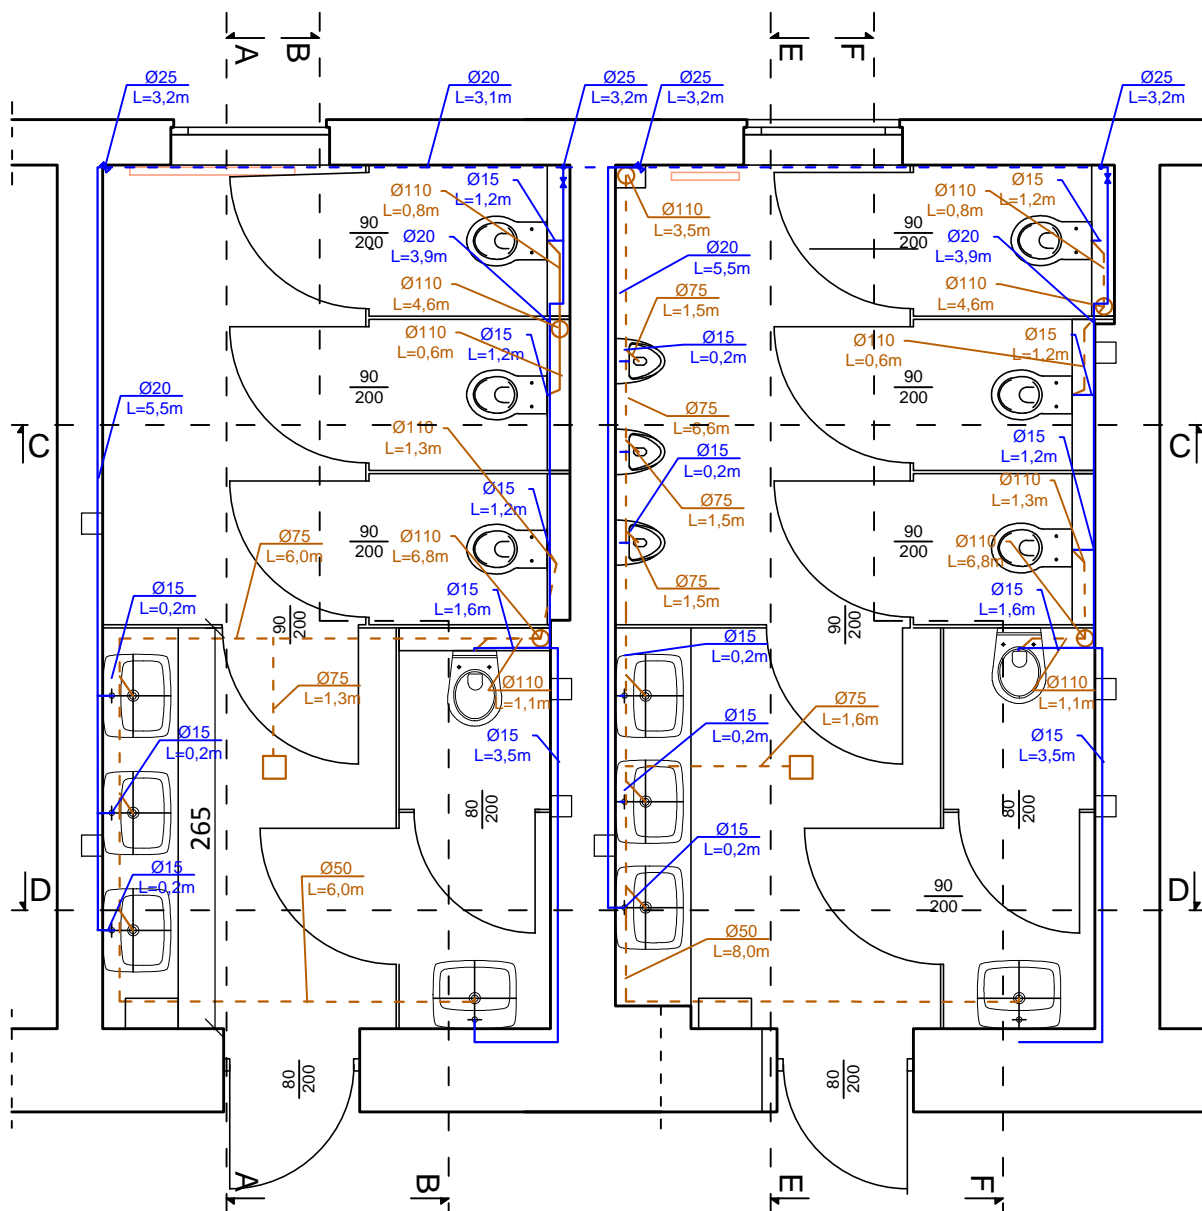 A
B
E
F
Ø25
L=3,2m
Ø20
L=3,1m
Ø25
L=3,2m
Ø25
L=3,2m
Ø25
L=3,2m
Ø110
L=0,8m
Ø15
L=1,2m
90
200
Ø20
L=3,9m
Ø110
L=3,5m
Ø20
L=5,5m
Ø110
L=0,8m
Ø15
L=1,2m
90
200
Ø20
L=3,9m
Ø110
L=4,6m
Ø75
L=1,5m
Ø110
L=4,6m
Ø110
L=0,6m
Ø15
L=1,2m
Ø15
L=0,2m
Ø110
L=0,6m
Ø15
L=1,2m
90
200
90
200
Ø20
L=5,5m
Ø110
L=1,3m
Ø75
L=6,6m
C
C
Ø15
L=0,2m
Ø15
L=1,2m
Ø15
L=1,2m
Ø75
L=1,5m
Ø110
L=1,3m
90
200
90
200
Ø75
L=6,0m
Ø110
L=6,8m
Ø110
L=6,8m
Ø15
L=0,2m
Ø15
L=1,6m
Ø75
L=1,5m
Ø15
L=1,6m
90
200
90
200
Ø15
L=0,2m
Ø75
L=1,3m
Ø110
L=1,1m
Ø75
L=1,6m
Ø110
L=1,1m
Ø15
L=0,2m
Ø15
L=3,5m
Ø15
L=0,2m
Ø15
L=3,5m
265
80
200
80
200
Ø15
L=0,2m
Ø50
L=6,0m
Ø15
L=0,2m
90
200
D
D
Ø50
L=8,0m
80
200
80
200
A
B
E
F